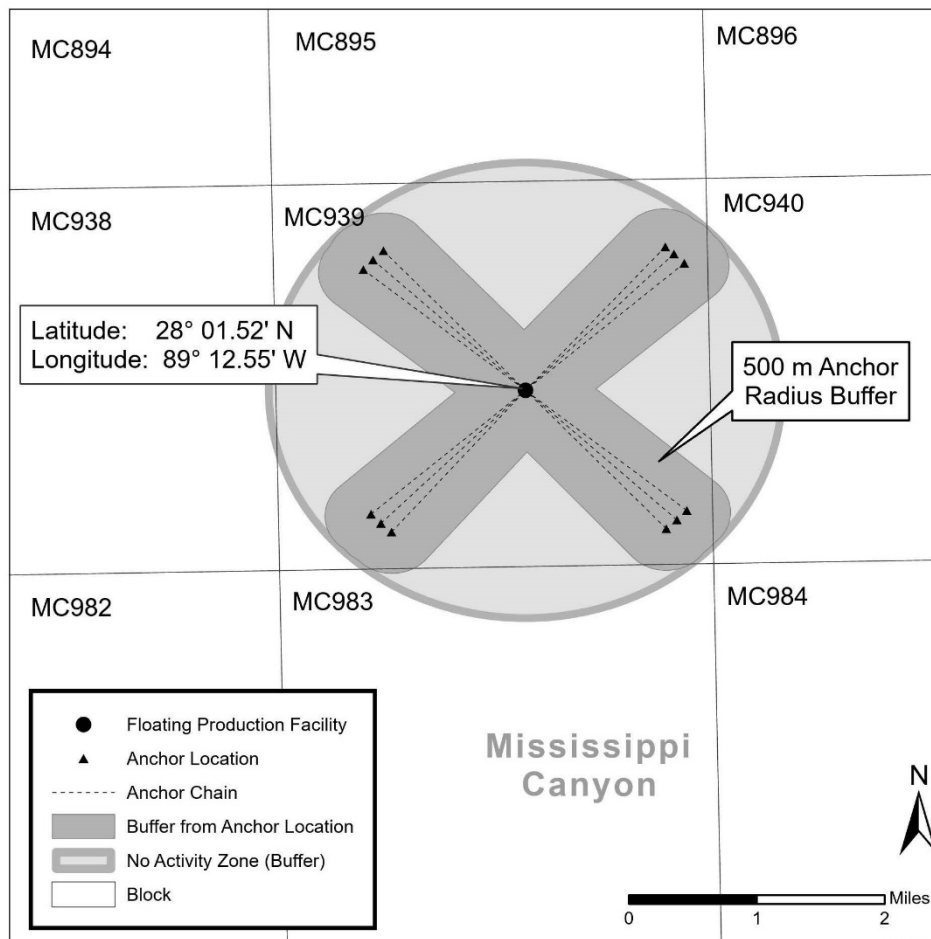 MC894
MC895
MC896
MC938
MC939
MC940
Latitude: 28° 01.52' N
Longitude: 89° 12.55' W
500 m Anchor
Radius Buffer
MC982
MC983
MC984
Mississippi
Canyon
Floating Production Facility
Anchor Location
Anchor Chain
Buffer from Anchor Location
No Activity Zone (Buffer)
Block
N
Miles
0 1 2